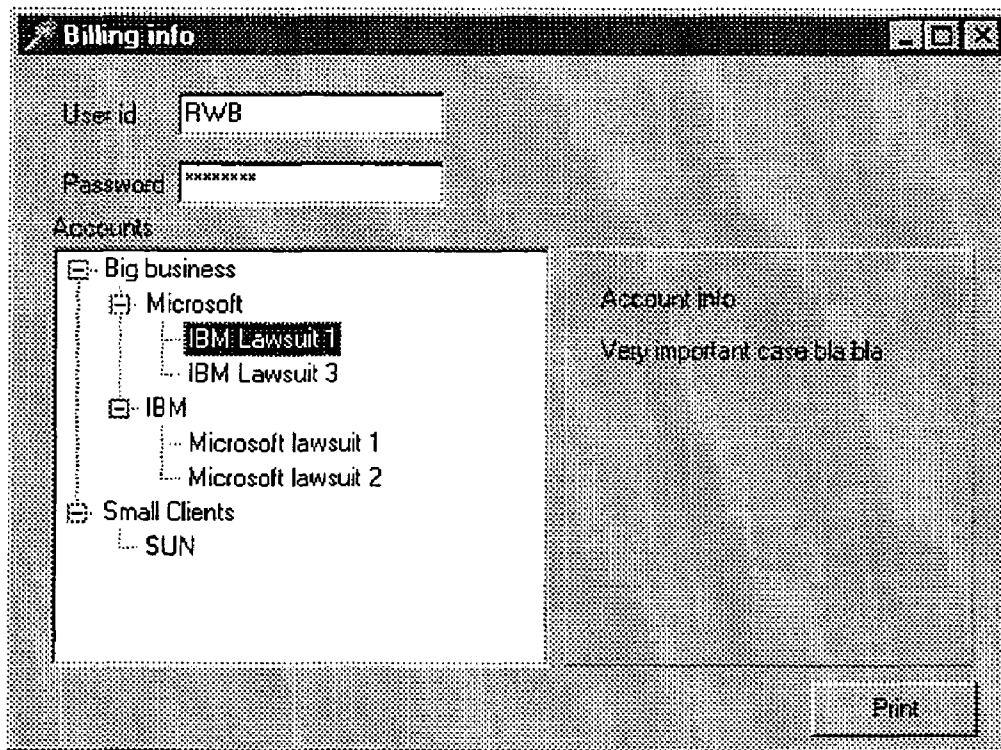 Billing info
User id RWB
Password ××××××××
Accounts
Big business
Microsoft
IBM Lawsuit 1
IBM Lawsuit 3
IBM
Microsoft lawsuit 1
Microsoft lawsuit 2
Small Clients
SUN
Account info
Very important case bla bla
Print